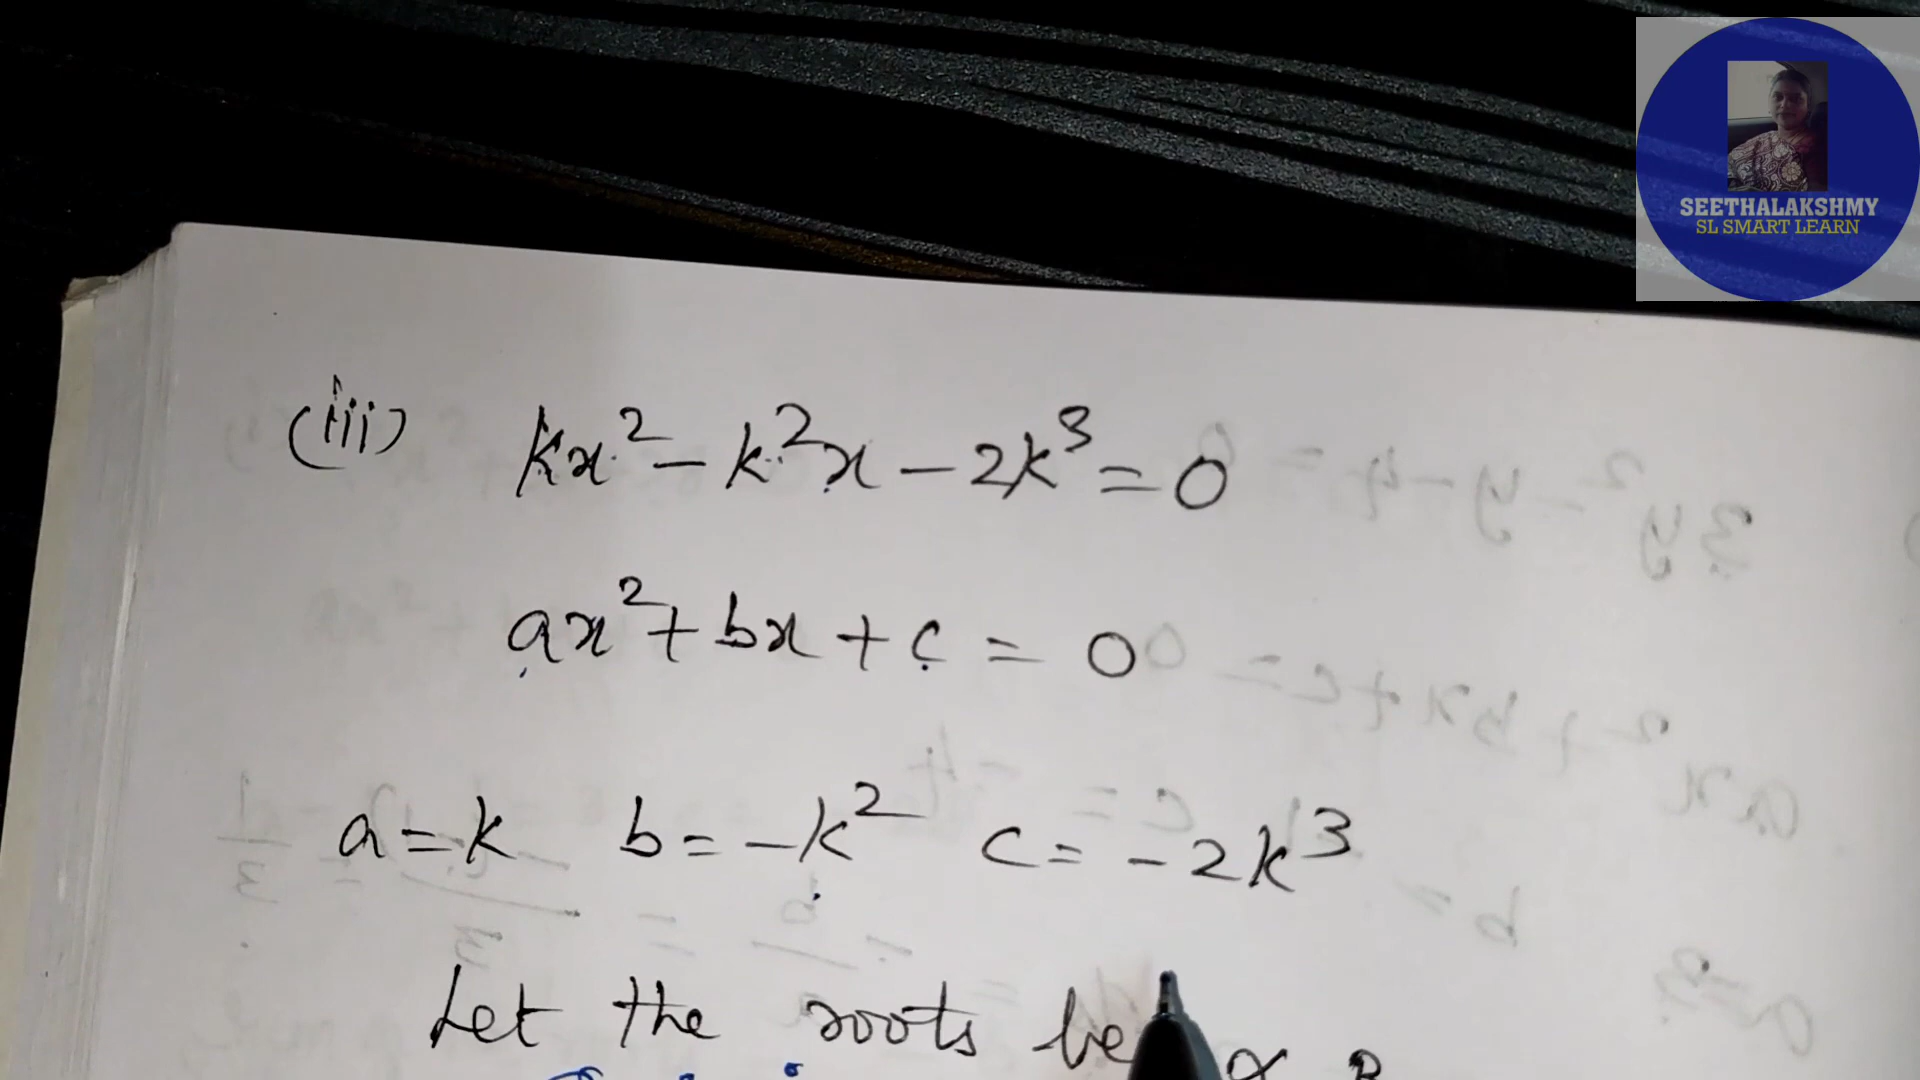 SEETHALAKSHMY
SL SMART LEARN
(iii) kx² - k²x - 2k³ = 0
ax² + bx + c = 0
a = k b = -k² c = -2k³
Let the roots be α